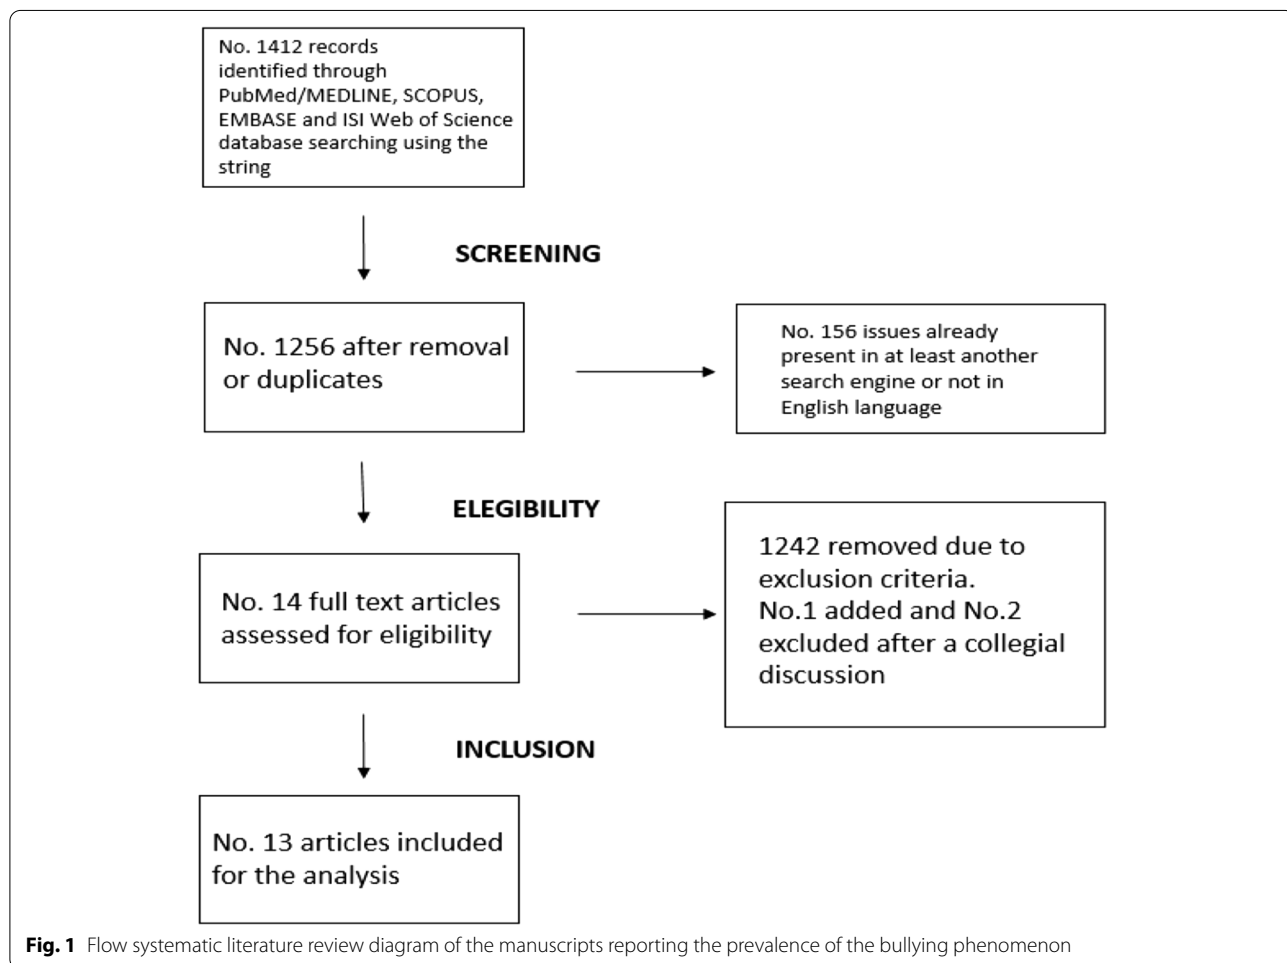 No. 1412 records
identified through
PubMed/MEDLINE, SCOPUS,
EMBASE and ISI Web of Science
database searching using the
string
SCREENING
No. 1256 after removal
or duplicates
No. 156 issues already
present in at least another
search engine or not in
English language
ELEGIBILITY
No. 14 full text articles
assessed for eligibility
1242 removed due to
exclusion criteria.
No.1 added and No.2
excluded after a collegial
discussion
INCLUSION
No. 13 articles included
for the analysis
Fig. 1 Flow systematic literature review diagram of the manuscripts reporting the prevalence of the bullying phenomenon